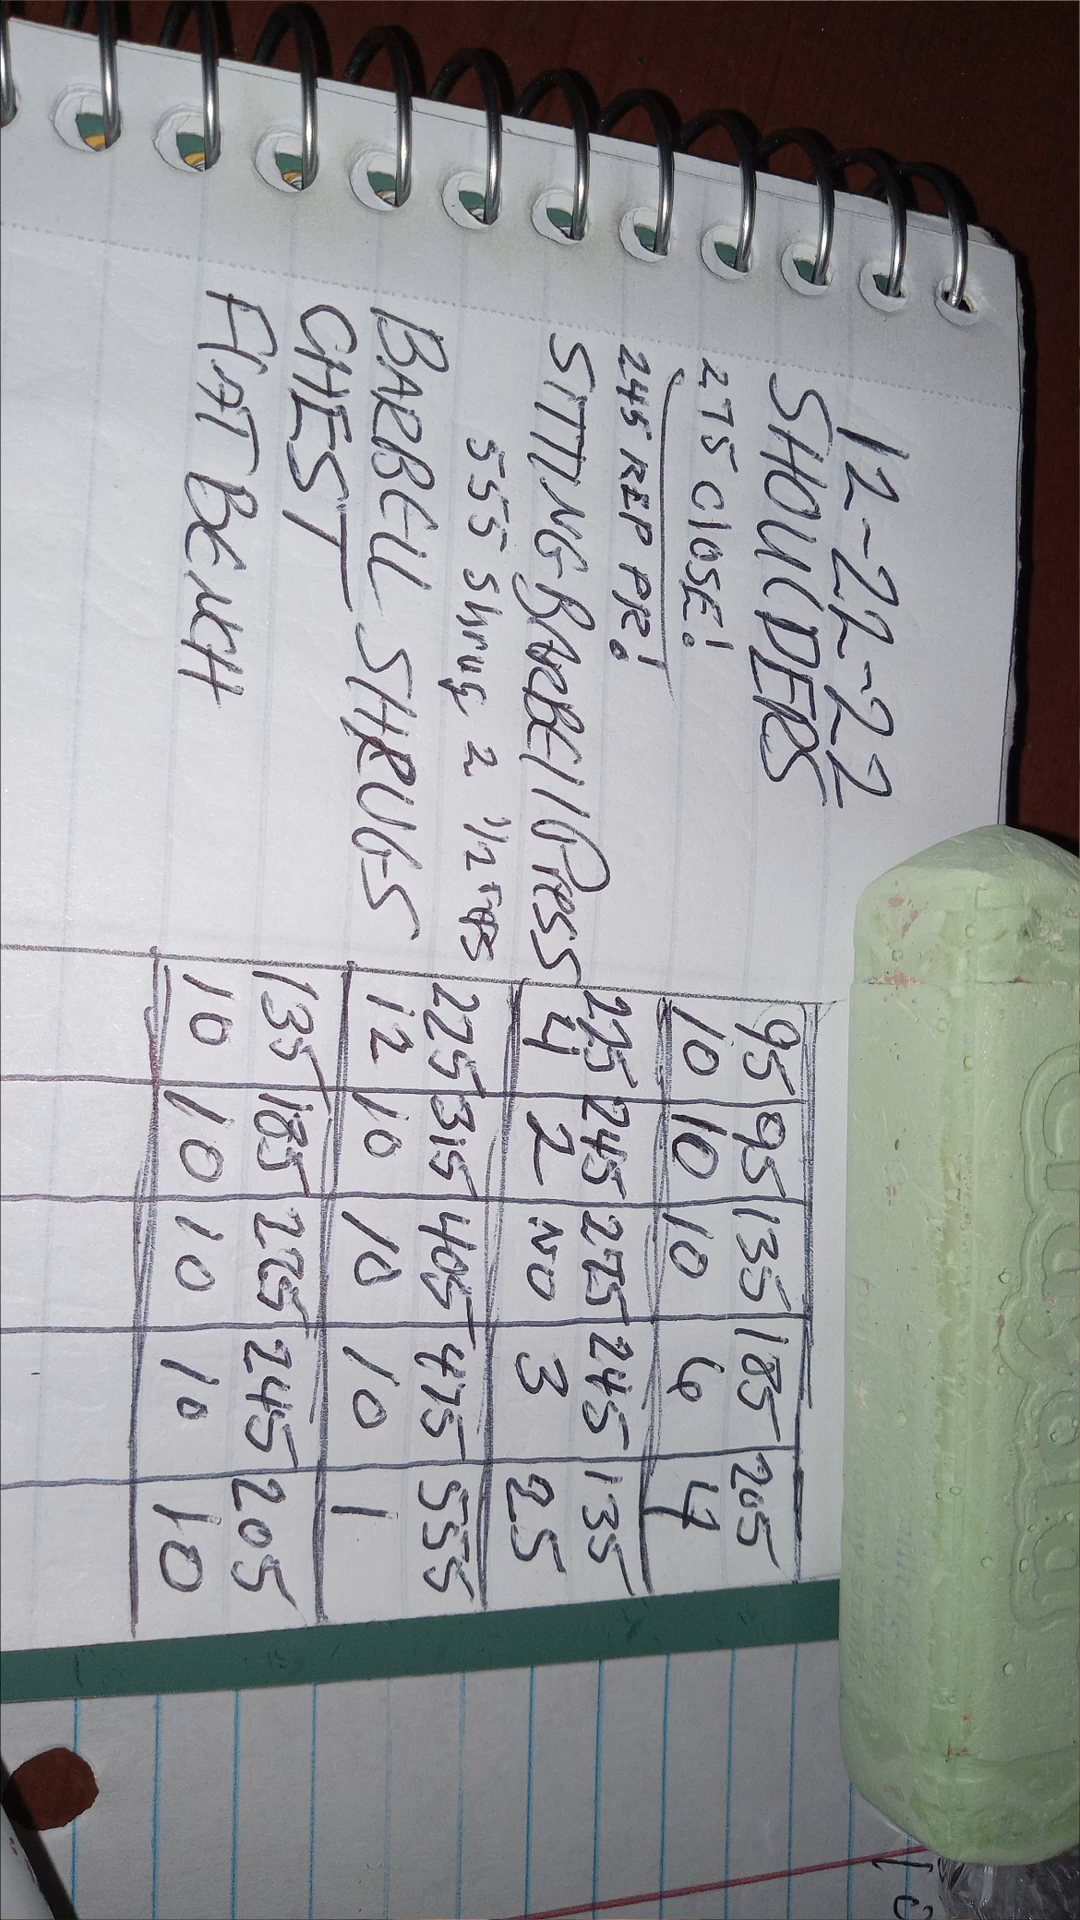 12-22-22
SHOULDERS
275 ClOSE!
245 REP PR!
SITTING BARBEll PRESS
555 Shrug 2 1/2 reps
BARBELL SHRUGS
CHEST
FlAT BENCH
95 95 135 185 205
10 10 10 6 4
225 245 275 245 135
4 2 NO 3 25
225 315 405 475 555
12 10 10 10 1
135 185 225 245 205
10 10 10 10 10
Crayola